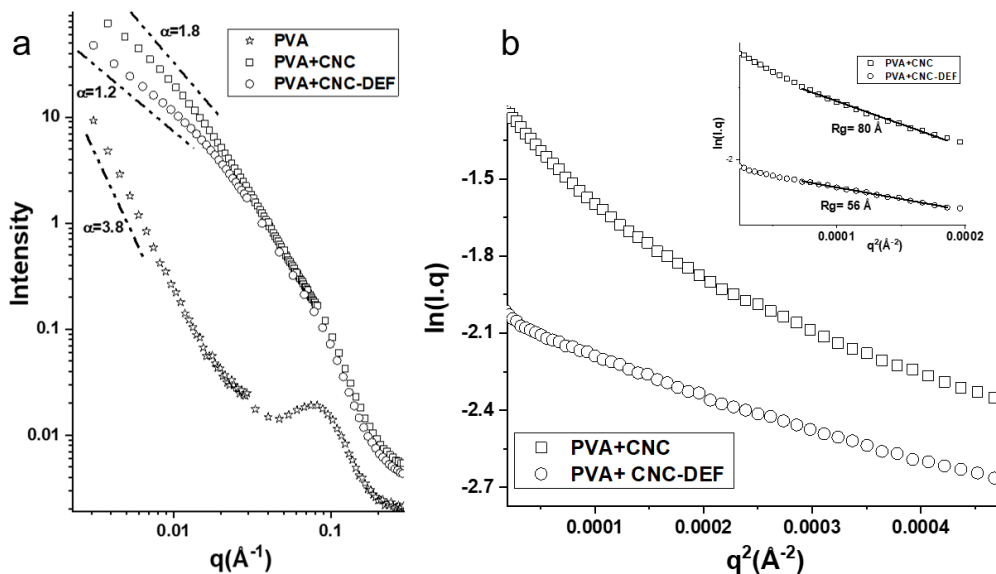 a
α=1.8
PVA
PVA+CNC
PVA+CNC-DEF
α=1.2
α=3.8
10
1
0.1
0.01
Intensity
0.01
0.1
q(Å⁻¹)
b
PVA+CNC
PVA+CNC-DEF
Rg= 80 Å
Rg= 56 Å
ln(I.q)
-2
0.0001
0.0002
q²(Å⁻²)
-1.5
-1.8
-2.1
-2.4
-2.7
ln(I.q)
PVA+CNC
PVA+ CNC-DEF
0.0001
0.0002
0.0003
0.0004
q²(Å⁻²)